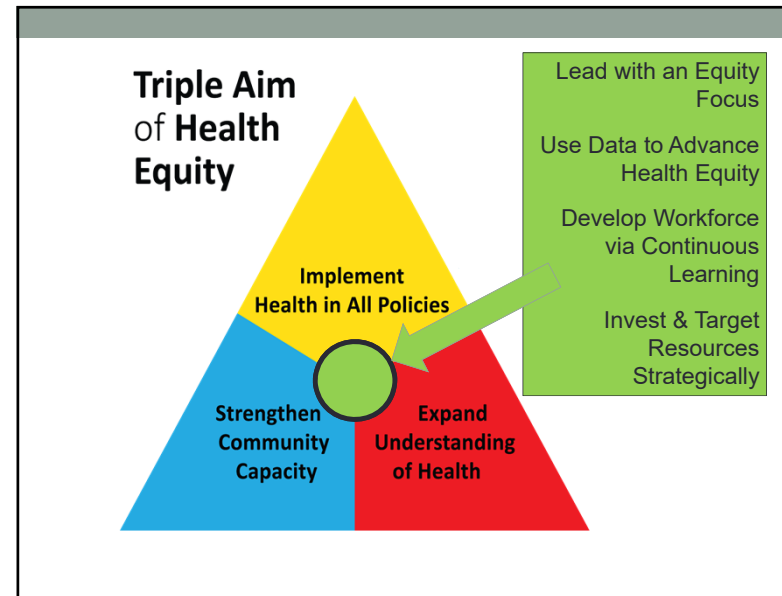 Triple Aim
of Health
Equity
Lead with an Equity
Focus
Use Data to Advance
Health Equity
Develop Workforce
via Continuous
Learning
Invest & Target
Resources
Strategically
Implement
Health in All Policies
Strengthen
Community
Capacity
Expand
Understanding
of Health